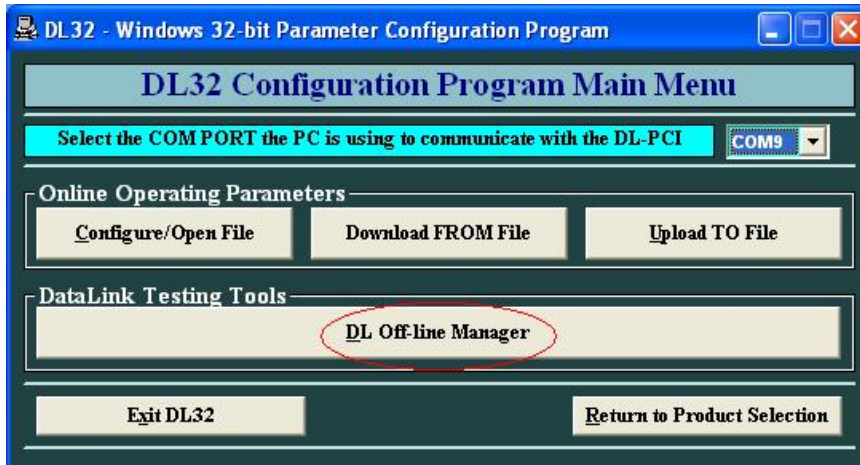 DL32 - Windows 32-bit Parameter Configuration Program
DL32 Configuration Program Main Menu
Select the COM PORT the PC is using to communicate with the DL-PCI
COM9
Online Operating Parameters
Configure/Open File
Download FROM File
Upload TO File
DataLink Testing Tools
DL Off-line Manager
Exit DL32
Return to Product Selection